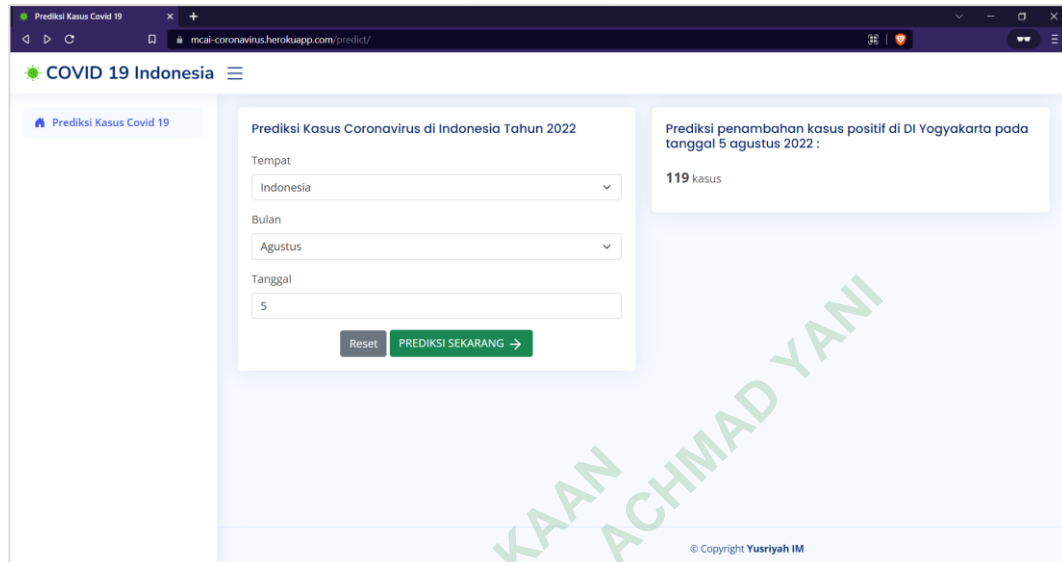 Prediksi Kasus Covid 19
mcai-coronavirus.herokuapp.com/predict/
COVID 19 Indonesia
Prediksi Kasus Covid 19
Prediksi Kasus Coronavirus di Indonesia Tahun 2022
Tempat
Indonesia
Bulan
Agustus
Tanggal
5
Reset
PREDIKSI SEKARANG →
Prediksi penambahan kasus positif di DI Yogyakarta pada
tanggal 5 agustus 2022 :
119 kasus
KAAN
ACHMAD YANI
© Copyright Yusriyah IM